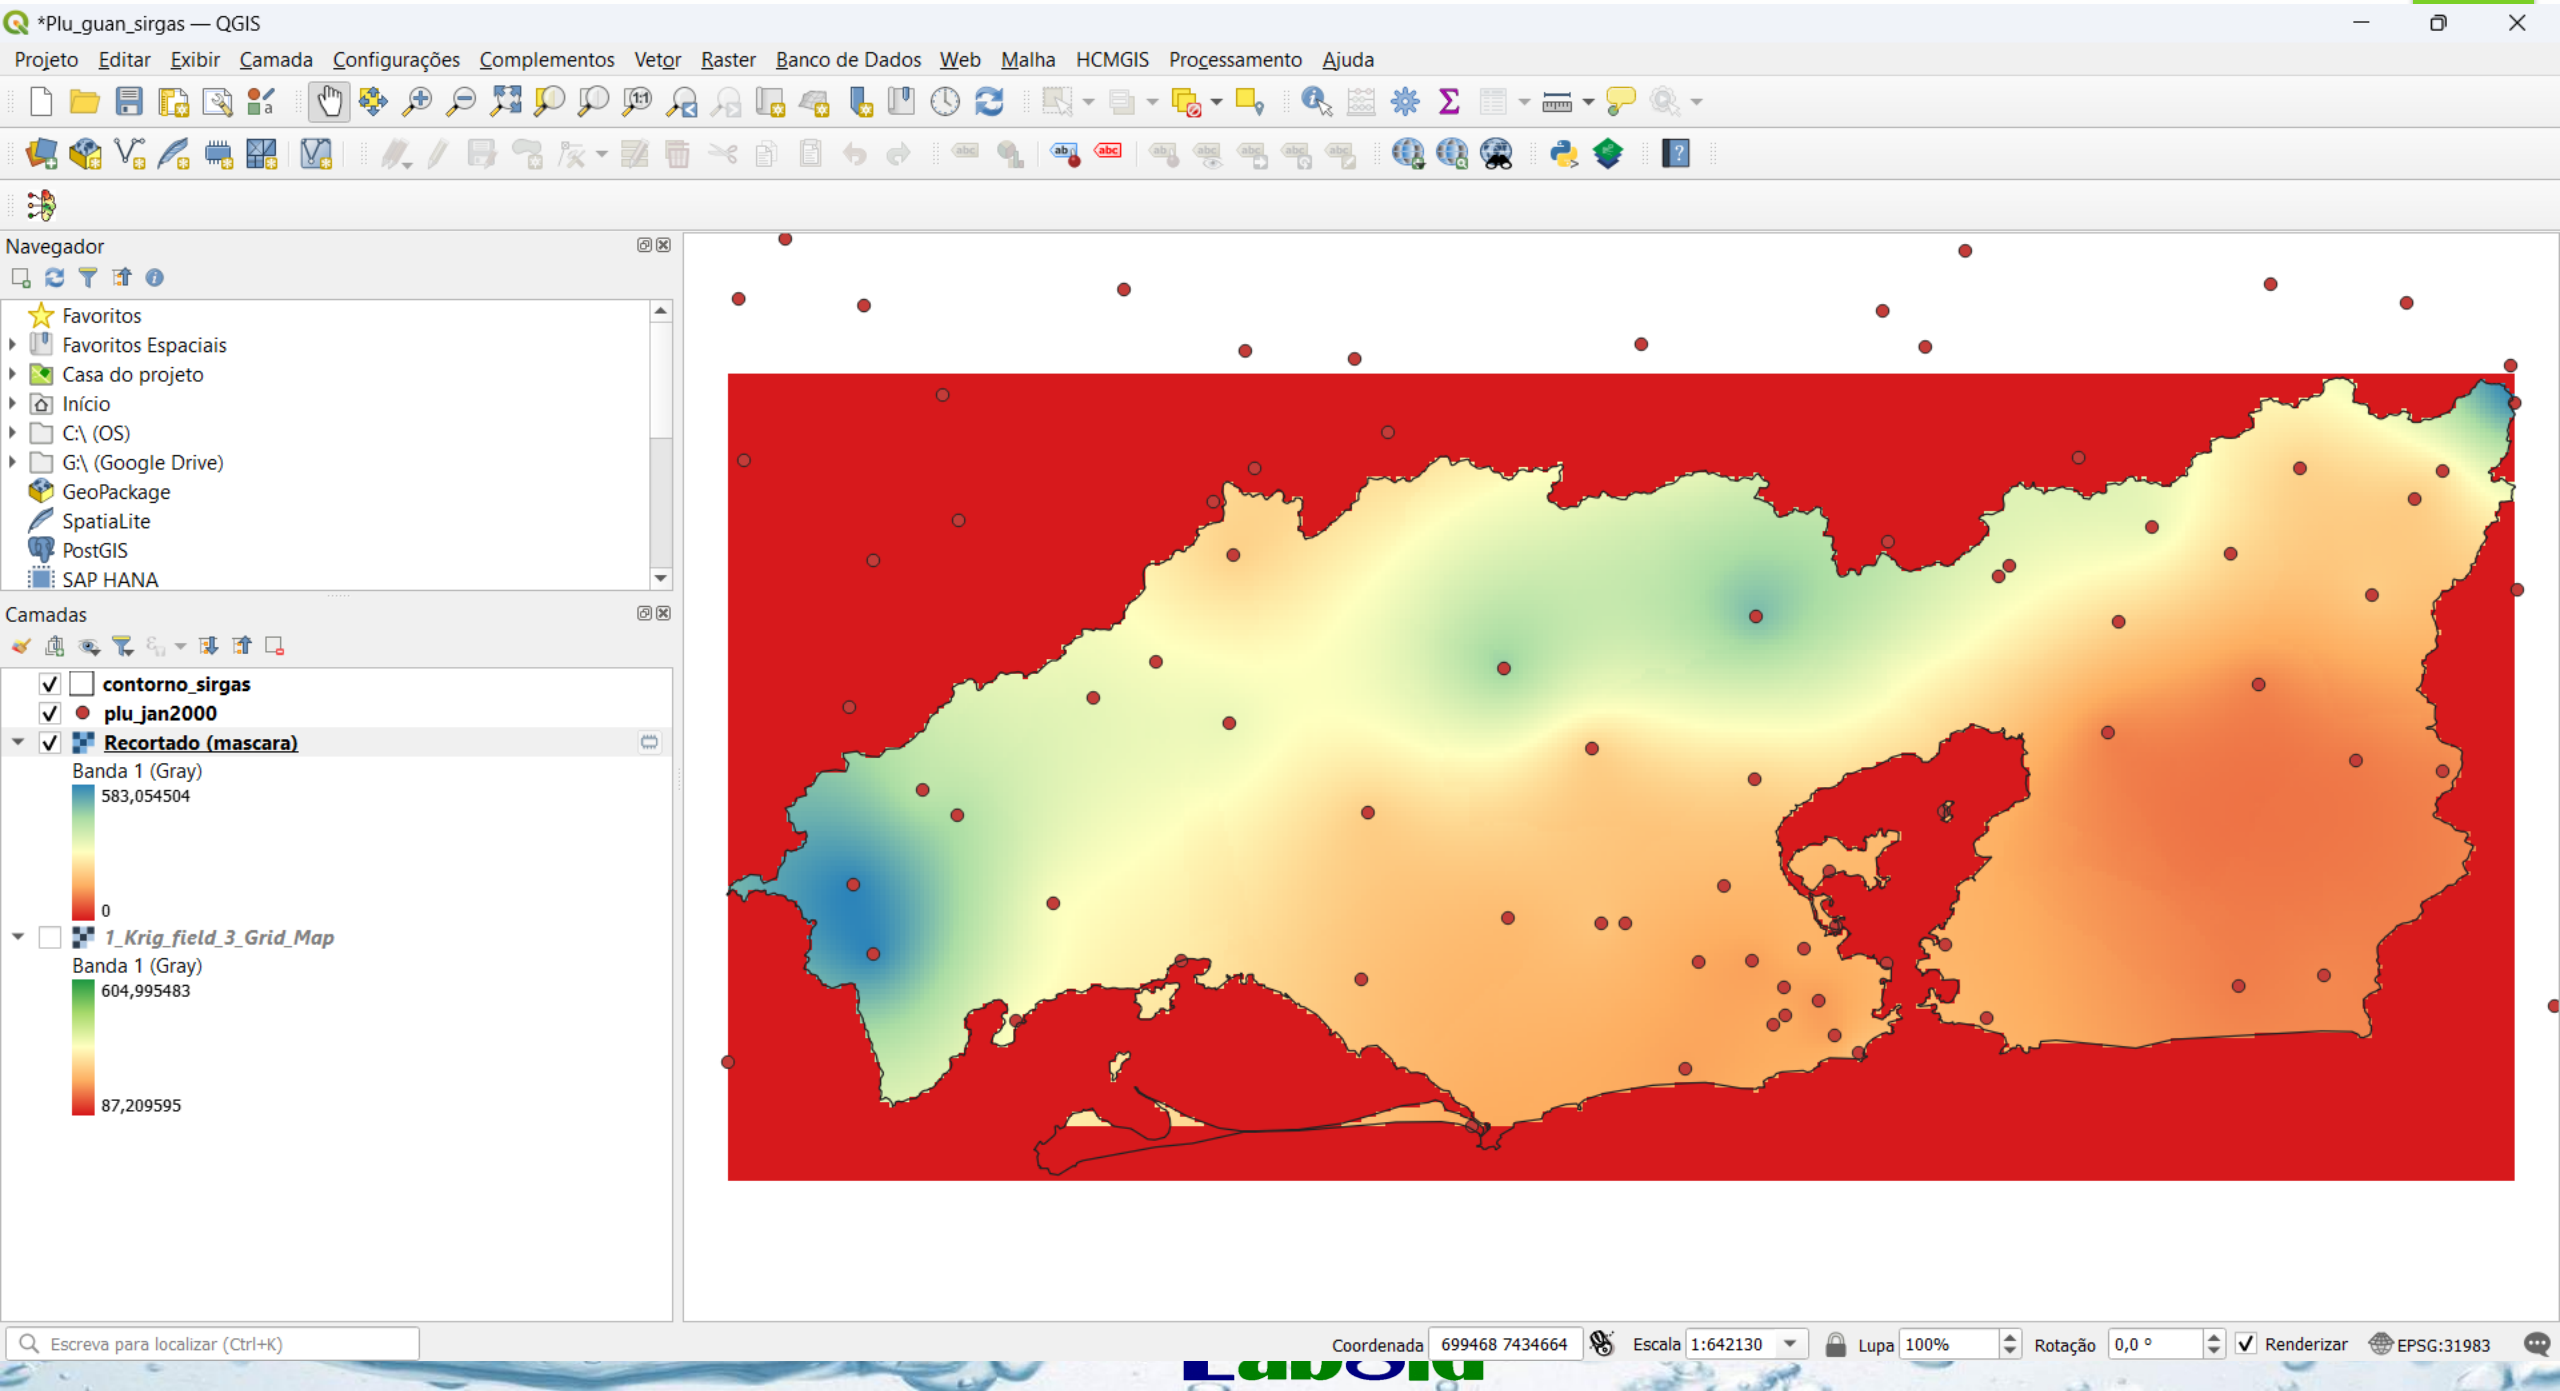 *Plu_guan_sirgas — QGIS
Projeto Editar Exibir Camada Configurações Complementos Vetor Raster Banco de Dados Web Malha HCMGIS Processamento Ajuda
Navegador
Favoritos
Favoritos Espaciais
Casa do projeto
Início
C:\ (OS)
G:\ (Google Drive)
GeoPackage
SpatiaLite
PostGIS
SAP HANA
Camadas
contorno_sirgas
plu_jan2000
Recortado (mascara)
Banda 1 (Gray)
583,054504
0
1_Krig_field_3_Grid_Map
Banda 1 (Gray)
604,995483
87,209595
Escreva para localizar (Ctrl+K)
Coordenada 699468 7434664 Escala 1:642130 Lupa 100% Rotação 0,0 ° Renderizar EPSG:31983